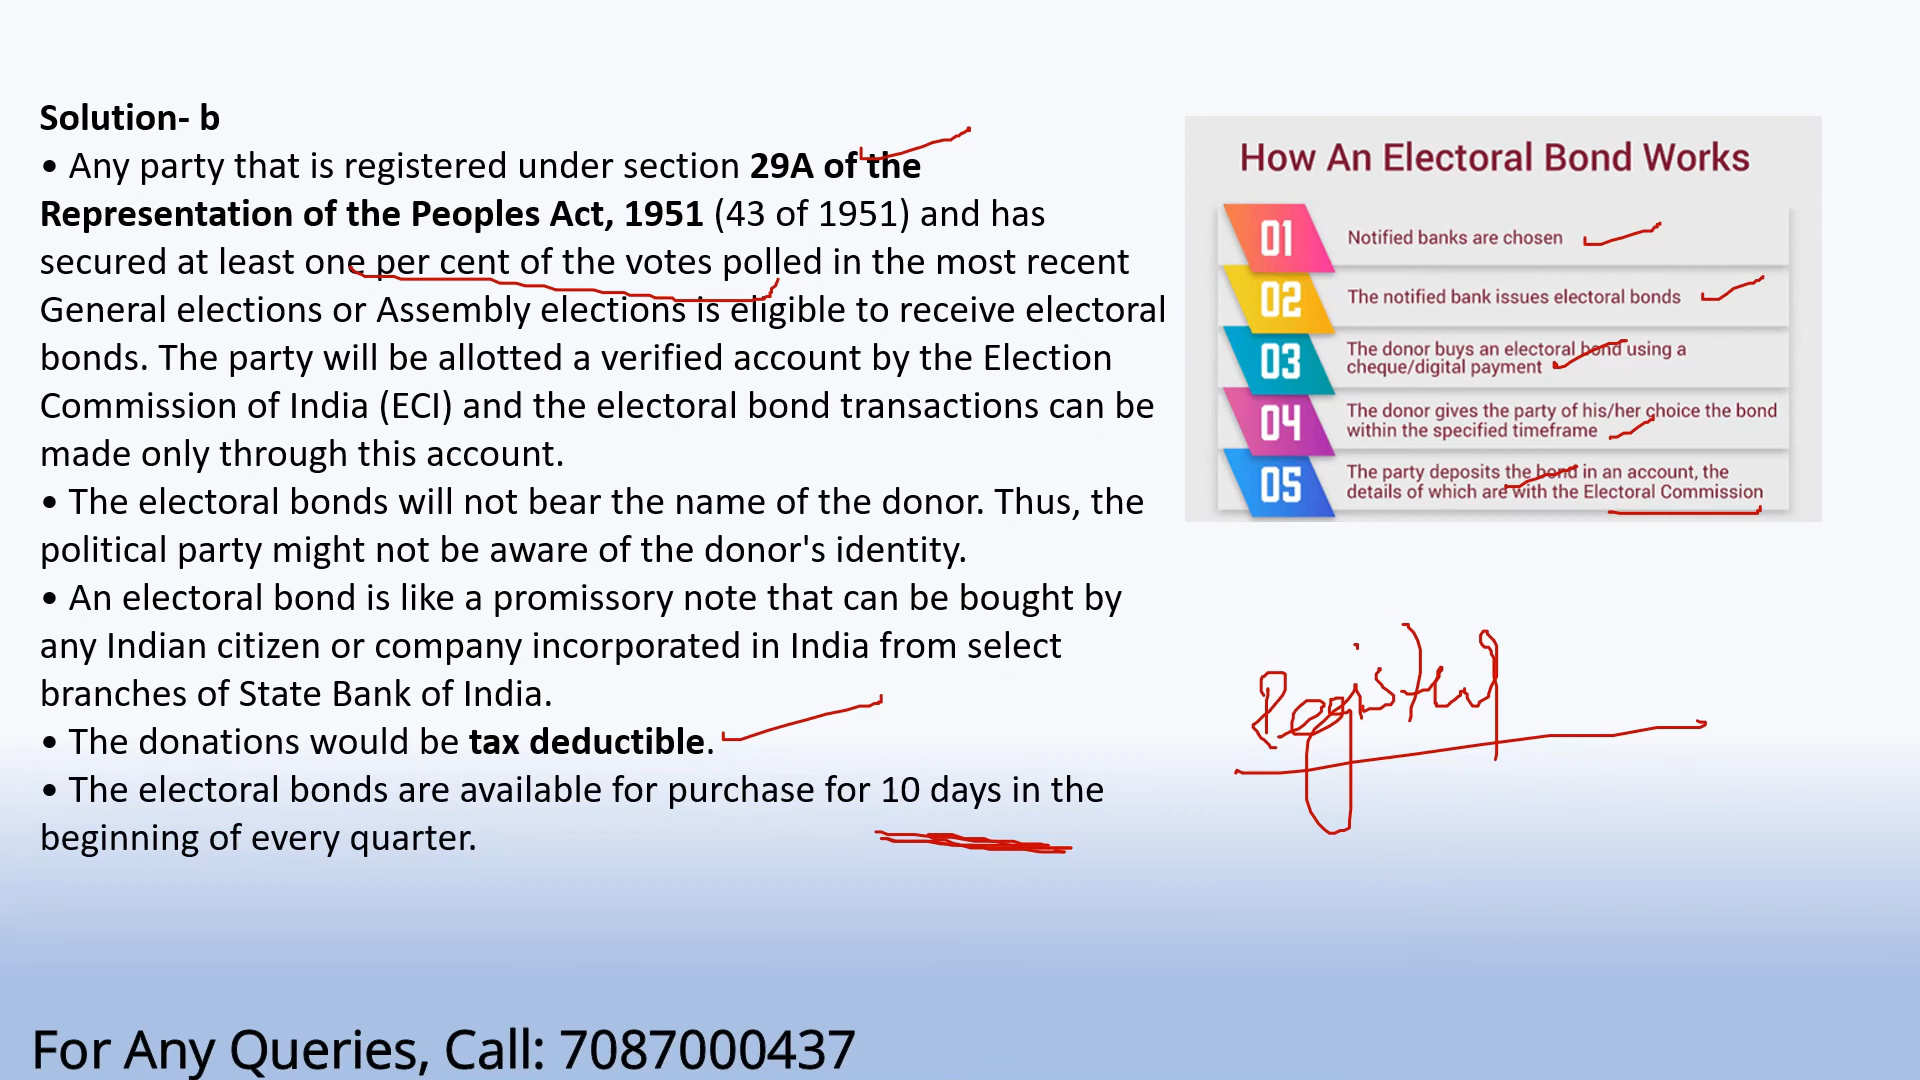 Solution- b
• Any party that is registered under section 29A of the
Representation of the Peoples Act, 1951 (43 of 1951) and has
secured at least one per cent of the votes polled in the most recent
General elections or Assembly elections is eligible to receive electoral
bonds. The party will be allotted a verified account by the Election
Commission of India (ECI) and the electoral bond transactions can be
made only through this account.
• The electoral bonds will not bear the name of the donor. Thus, the
political party might not be aware of the donor's identity.
• An electoral bond is like a promissory note that can be bought by
any Indian citizen or company incorporated in India from select
branches of State Bank of India.
• The donations would be tax deductible.
• The electoral bonds are available for purchase for 10 days in the
beginning of every quarter.
How An Electoral Bond Works
01 Notified banks are chosen
02 The notified bank issues electoral bonds
03 The donor buys an electoral bond using a
cheque/digital payment
04 The donor gives the party of his/her choice the bond
within the specified timeframe
05 The party deposits the bond in an account, the
details of which are with the Electoral Commission
Registered
For Any Queries, Call: 7087000437